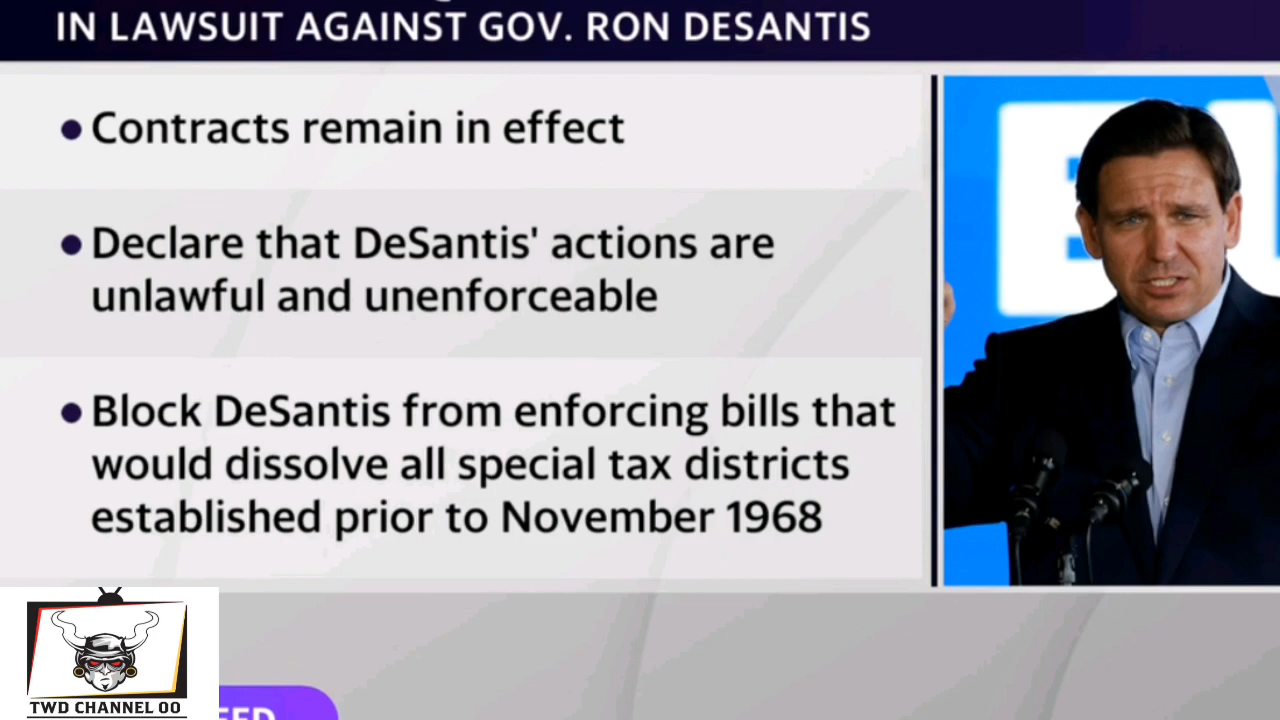 IN LAWSUIT AGAINST GOV. RON DESANTIS
• Contracts remain in effect
• Declare that DeSantis' actions are
unlawful and unenforceable
• Block DeSantis from enforcing bills that
would dissolve all special tax districts
established prior to November 1968
TWD CHANNEL OO